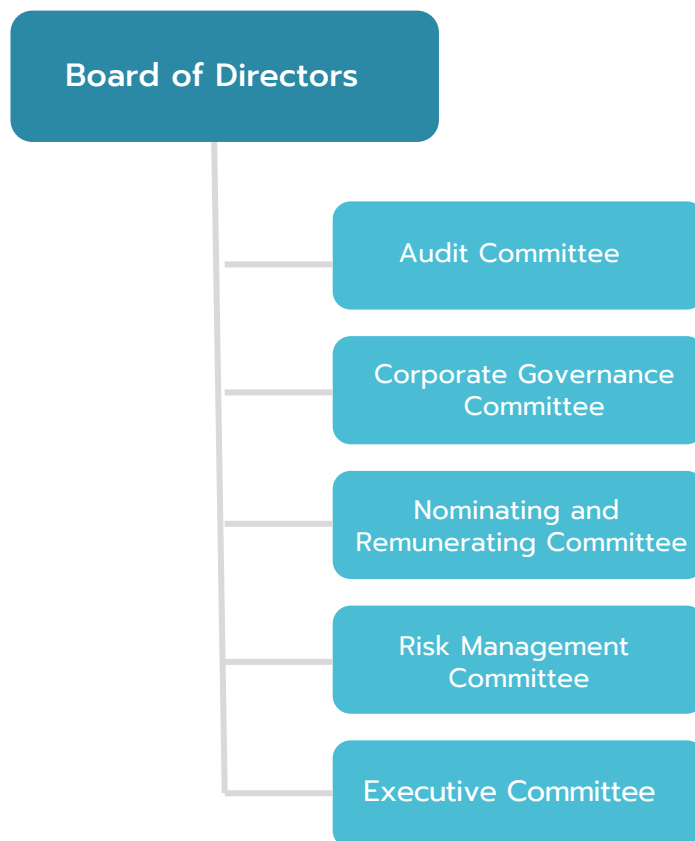 Board of Directors
Audit Committee
Corporate Governance
Committee
Nominating and
Remunerating Committee
Risk Management
Committee
Executive Committee